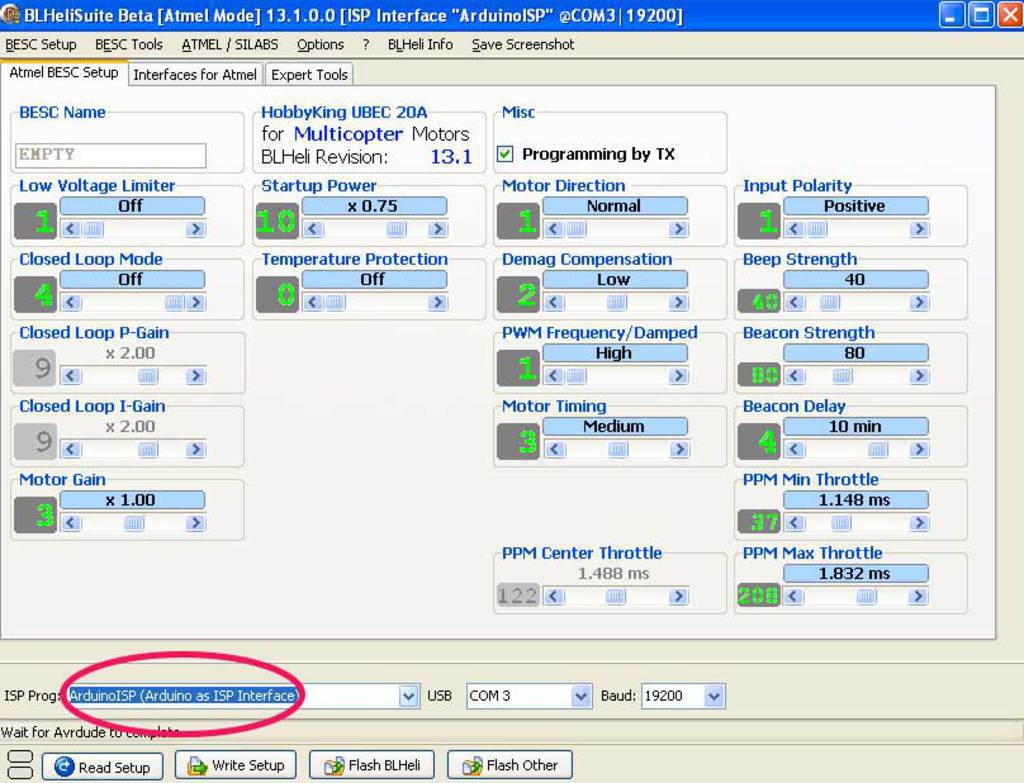 BLHeliSuite Beta [Atmel Mode] 13.1.0.0 [ISP Interface "ArduinoISP" @COM3|19200]
BESC Setup BESC Tools ATMEL / SILABS Options ? BLHeli Info Save Screenshot
Atmel BESC Setup Interfaces for Atmel Expert Tools
BESC Name
EMPTY
HobbyKing UBEC 20A
for Multicopter Motors
BLHeli Revision: 13.1
Misc
Programming by TX
Low Voltage Limiter
Off
1
Startup Power
x 0.75
10
Motor Direction
Normal
1
Input Polarity
Positive
1
Closed Loop Mode
Off
4
Temperature Protection
Off
0
Demag Compensation
Low
2
Beep Strength
40
40
Closed Loop P-Gain
x 2.00
9
PWM Frequency/Damped
High
1
Beacon Strength
80
80
Closed Loop I-Gain
x 2.00
9
Motor Timing
Medium
3
Beacon Delay
10 min
4
Motor Gain
x 1.00
3
PPM Min Throttle
1.148 ms
37
PPM Center Throttle
1.488 ms
122
PPM Max Throttle
1.832 ms
208
ISP Prog: ArduinoISP (Arduino as ISP Interface) USB COM 3 Baud: 19200
Wait for Avrdude to complete
Read Setup Write Setup Flash BLHeli Flash Other